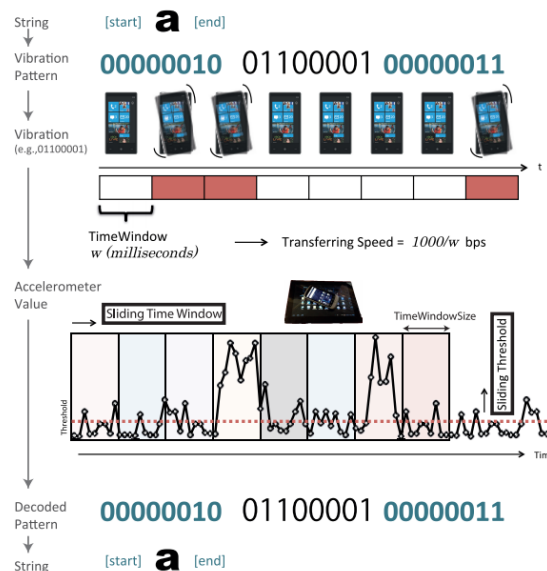 String
[start] a [end]
Vibration
Pattern
00000010 01100001 00000011
Vibration
(e.g.,01100001)
t
TimeWindow
w (milliseconds)
Transferring Speed = 1000/w bps
Accelerometer
Value
Sliding Time Window
TimeWindowSize
Sliding Threshold
Threshold
Tim
Decoded
Pattern
00000010 01100001 00000011
String
[start] a [end]